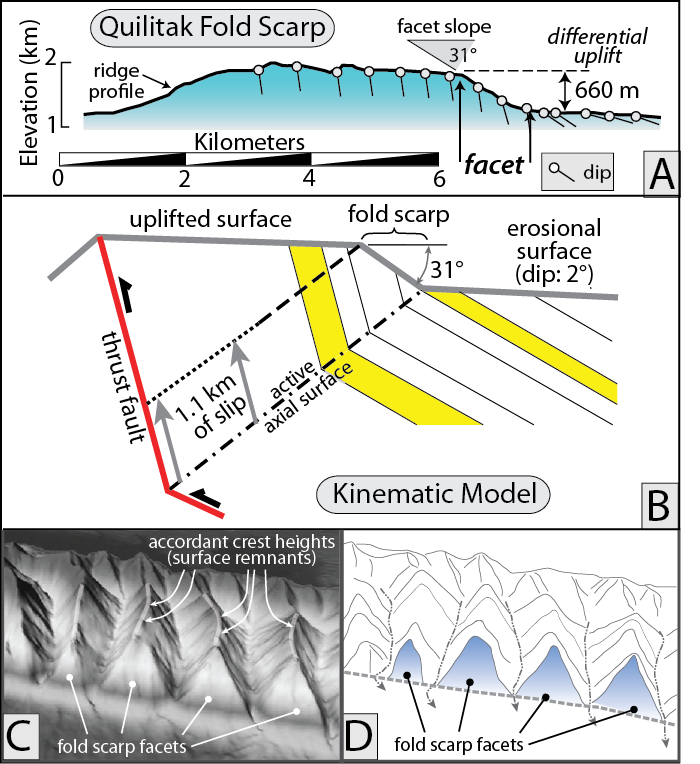 Quilitak Fold Scarp
Elevation (km)
2
1
ridge
profile
facet slope
31°
differential
uplift
660 m
facet
dip
Kilometers
0
2
4
6
A
uplifted surface
fold scarp
erosional
surface
(dip: 2°)
31°
thrust fault
1.1 km
of slip
active
axial surface
Kinematic Model
B
accordant crest heights
(surface remnants)
fold scarp facets
C
fold scarp facets
D